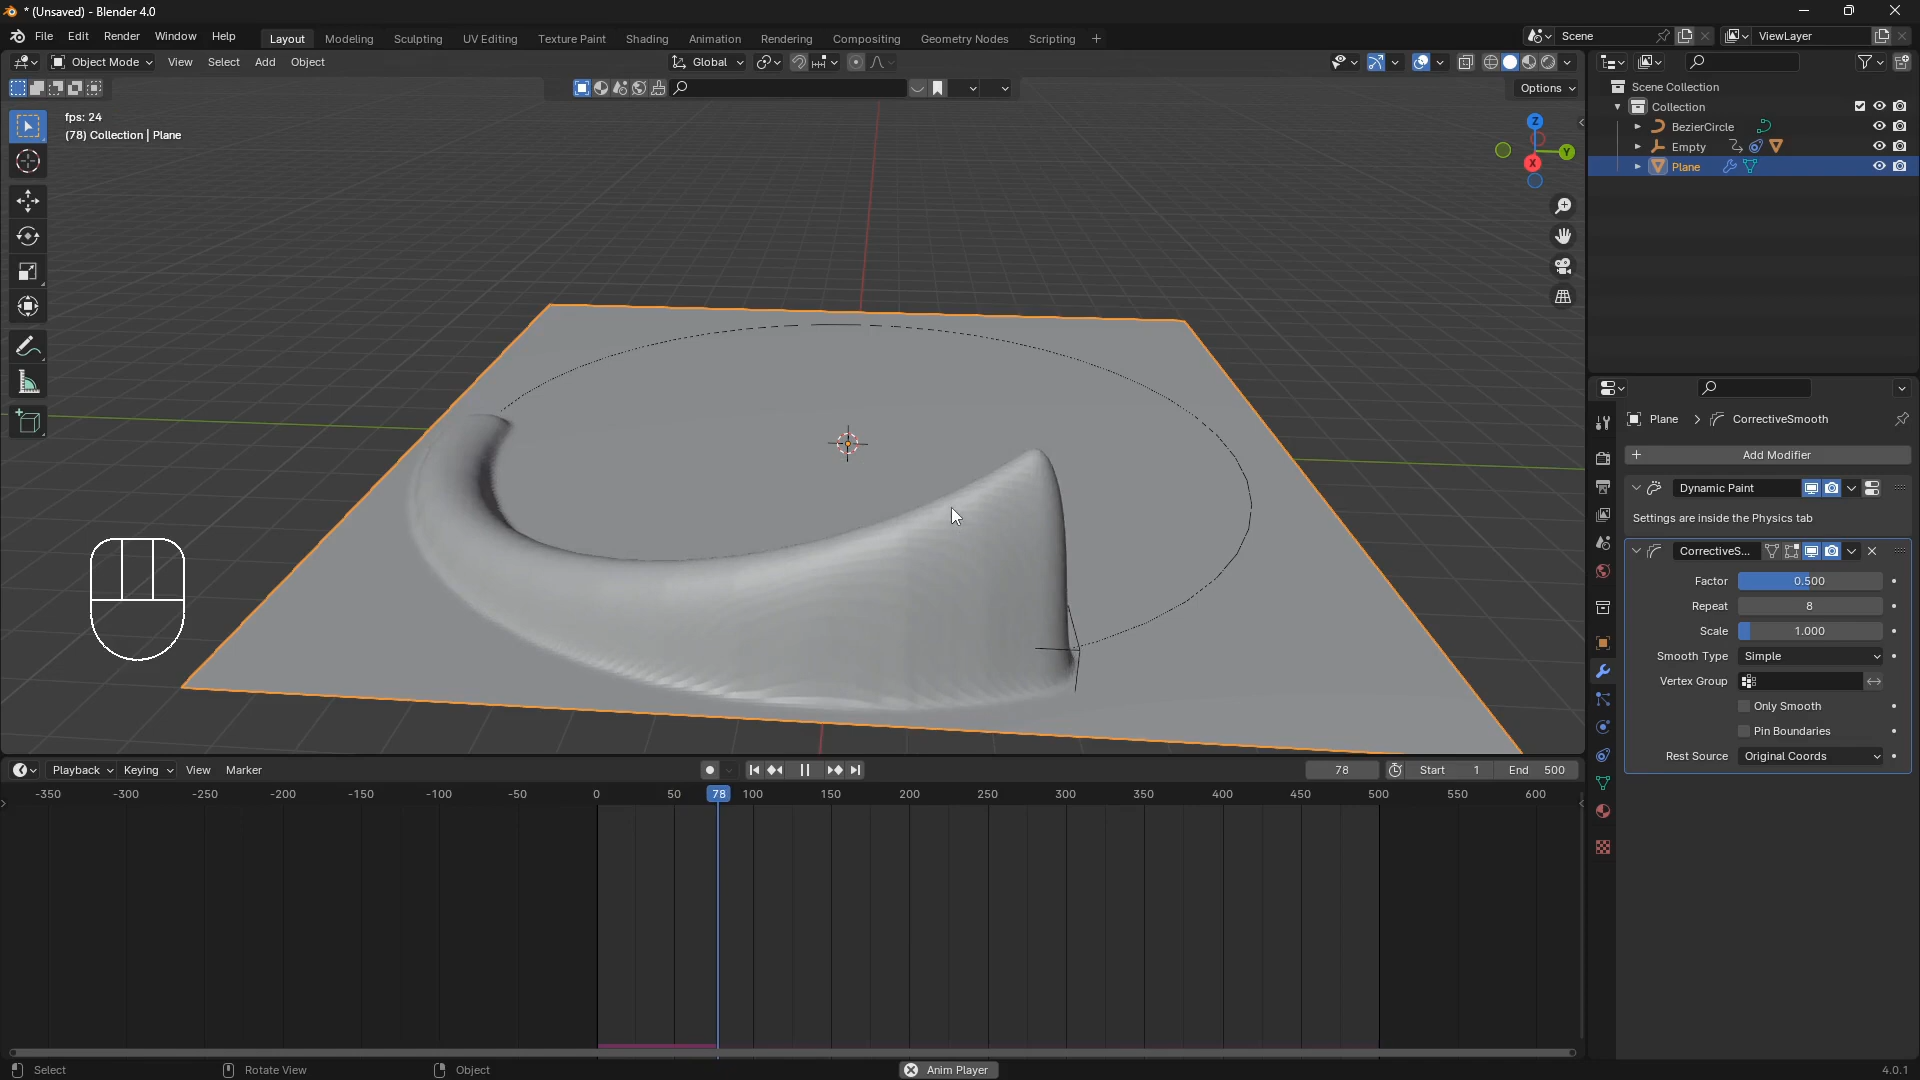 * (Unsaved) - Blender 4.0
File Edit Render Window Help
Layout Modeling Sculpting UV Editing Texture Paint Shading Animation Rendering Compositing Geometry Nodes Scripting +
Scene
ViewLayer
Object Mode View Select Add Object
Global
Options
fps: 24
(78) Collection | Plane
Z
Y
X
Scene Collection
Collection
BezierCircle
Empty
Plane
Plane > CorrectiveSmooth
+ Add Modifier
Dynamic Paint
Settings are inside the Physics tab
CorrectiveS...
Factor 0.500
Repeat 8
Scale 1.000
Smooth Type Simple
Vertex Group
Only Smooth
Pin Boundaries
Rest Source Original Coords
Playback Keying View Marker
78
Start 1
End 500
-350 -300 -250 -200 -150 -100 -50 0 50 78 100 150 200 250 300 350 400 450 500 550 600
Select
Rotate View
Object
Anim Player
4.0.1